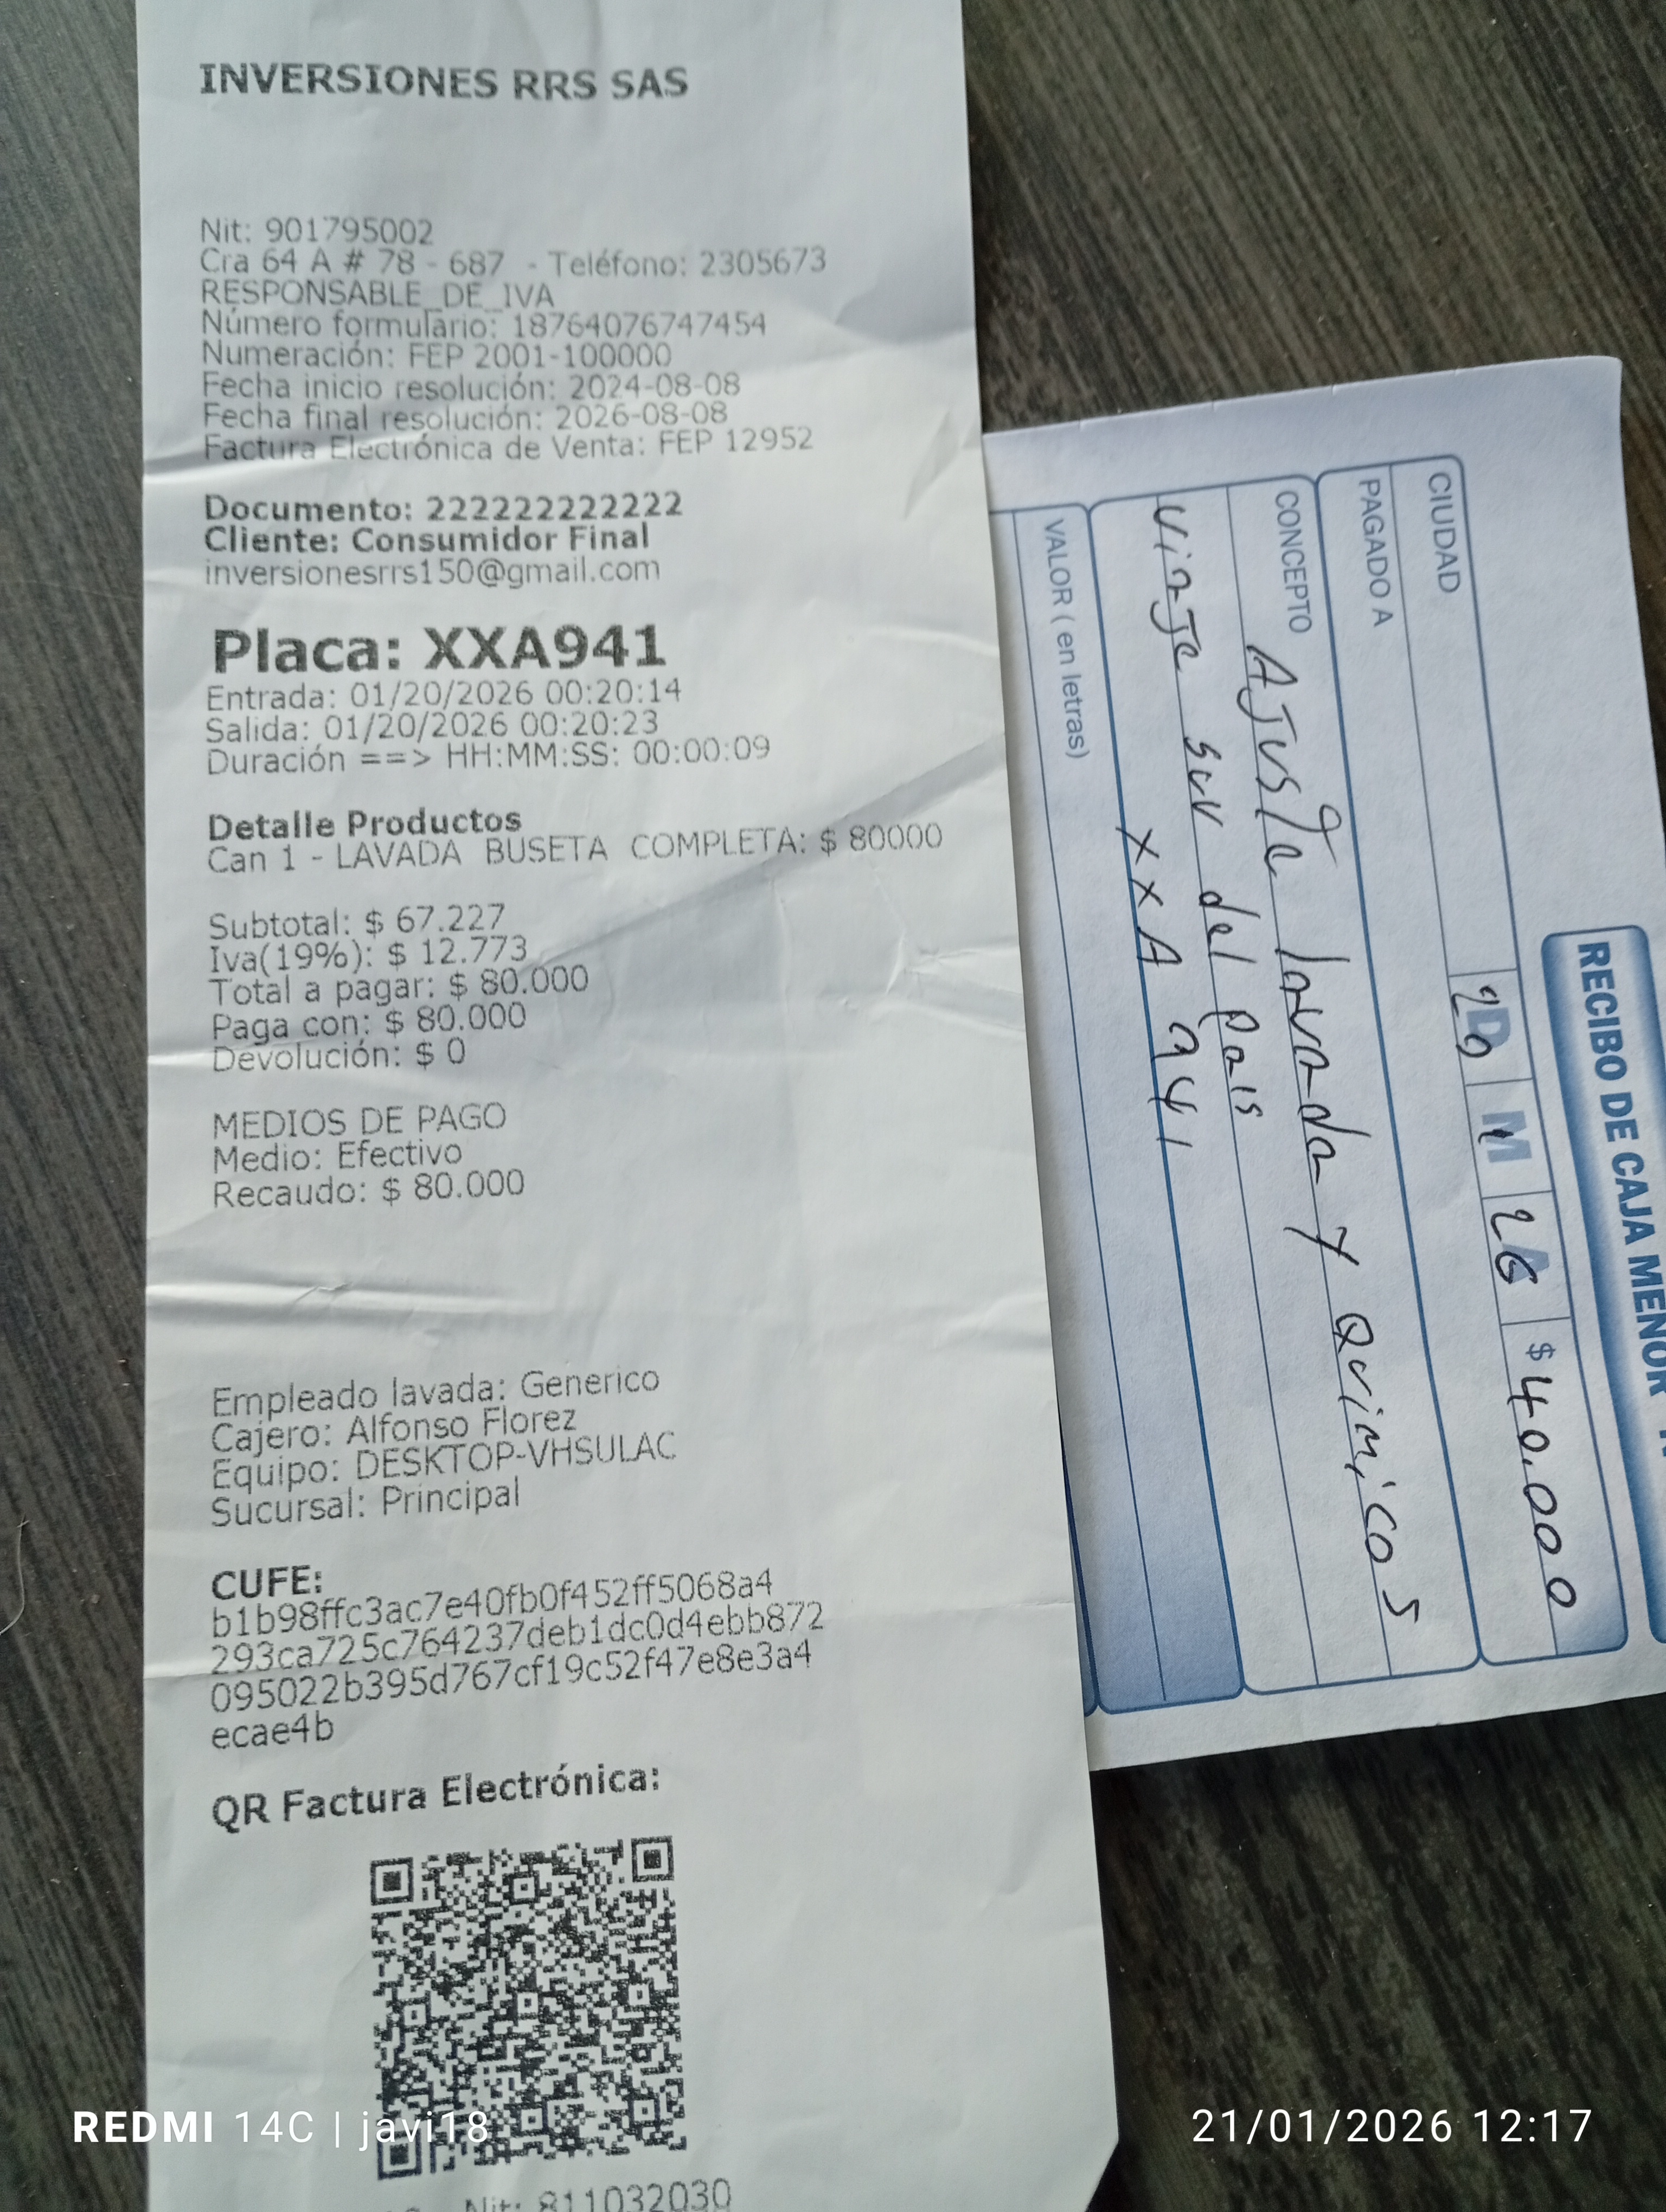 INVERSIONES RRS SAS
Nit: 901795002
Cra 64 A # 78 - 687 - Teléfono: 2305673
RESPONSABLE_DE_IVA
Número formulario: 18764076747454
Numeración: FEP 2001-100000
Fecha inicio resolución: 2024-08-08
Fecha final resolución: 2026-08-08
Factura Electrónica de Venta: FEP 12952
Documento: 222222222222
Cliente: Consumidor Final
inversionesrrs150@gmail.com
Placa: XXA941
Entrada: 01/20/2026 00:20:14
Salida: 01/20/2026 00:20:23
Duración ==> HH:MM:SS: 00:00:09
Detalle Productos
Can 1 - LAVADA BUSETA COMPLETA: $ 80000
Subtotal: $ 67.227
Iva(19%): $ 12.773
Total a pagar: $ 80.000
Paga con: $ 80.000
Devolución: $ 0
MEDIOS DE PAGO
Medio: Efectivo
Recaudo: $ 80.000
Empleado lavada: Generico
Cajero: Alfonso Florez
Equipo: DESKTOP-VHSULAC
Sucursal: Principal
CUFE:
b1b98ffc3ac7e40fb0f452ff5068a4
293ca725c764237deb1dc0d4ebb872
095022b395d767cf19c52f47e8e3a4
ecae4b
QR Factura Electrónica:
Nit: 811032030
RECIBO DE CAJA MENOR
CIUDAD D 20 M 1 A 26 $ 40.000
PAGADO A
CONCEPTO Ajuste lavada y Quimicos
viaje sur del pais
XXA 941
VALOR ( en letras)
REDMI 14C | javi18
21/01/2026 12:17